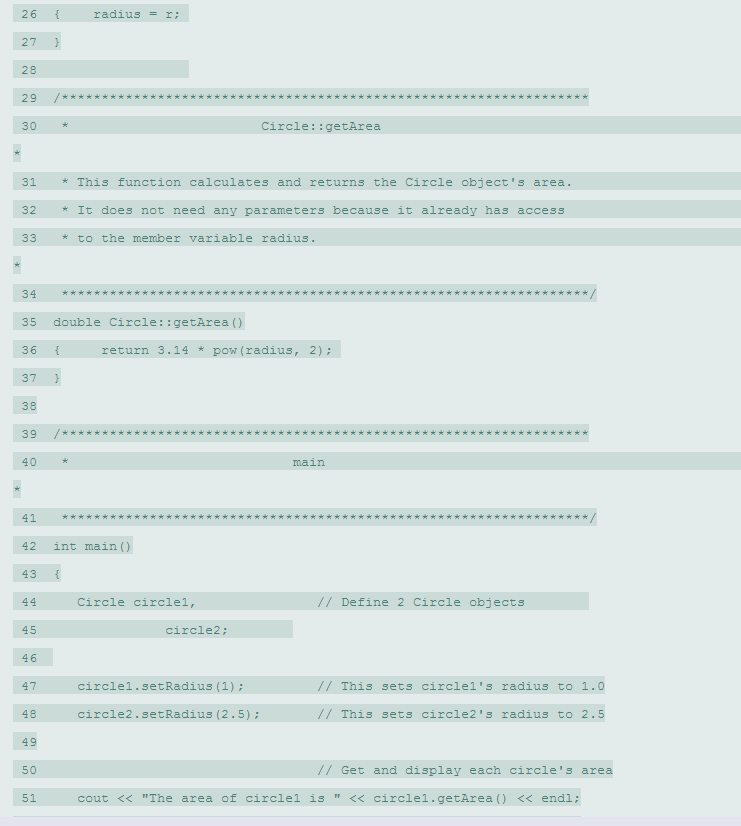 26 {    radius = r;
27 }
28
29 /******************************************************************
30  *                        Circle::getArea
*
31  * This function calculates and returns the Circle object's area.
32  * It does not need any parameters because it already has access
33  * to the member variable radius.
*
34  ******************************************************************/
35 double Circle::getArea()
36 {     return 3.14 * pow(radius, 2);
37 }
38
39 /******************************************************************
40  *                            main
*
41  ******************************************************************/
42 int main()
43 {
44    Circle circle1,               // Define 2 Circle objects
45               circle2;
46
47    circle1.setRadius(1);         // This sets circle1's radius to 1.0
48    circle2.setRadius(2.5);       // This sets circle2's radius to 2.5
49
50                                  // Get and display each circle's area
51    cout << "The area of circle1 is " << circle1.getArea() << endl;